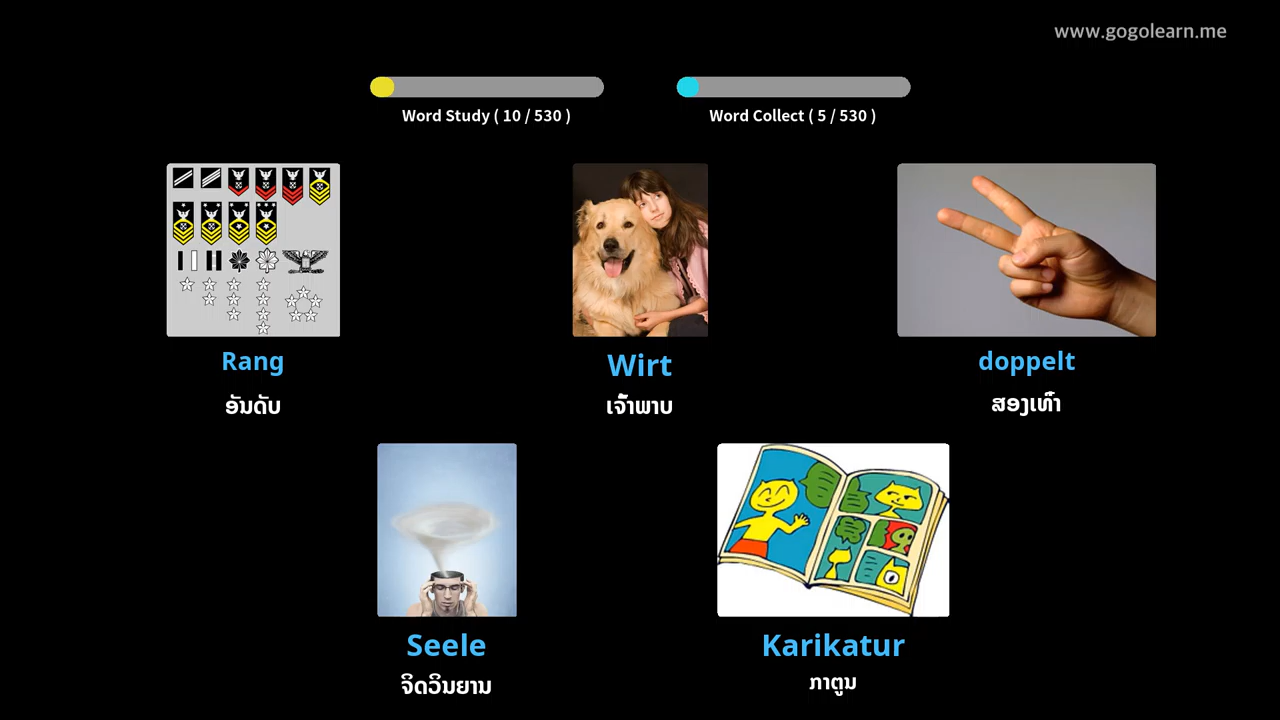 www.gogolearn.me
Word Study ( 10 / 530 )
Word Collect ( 5 / 530 )
Rang
Wirt
doppelt
ອັນດັບ
ເຈົ້າພາບ
ສອງເທົ່າ
Seele
Karikatur
ຈິດວິນຍານ
ກາຕູນ